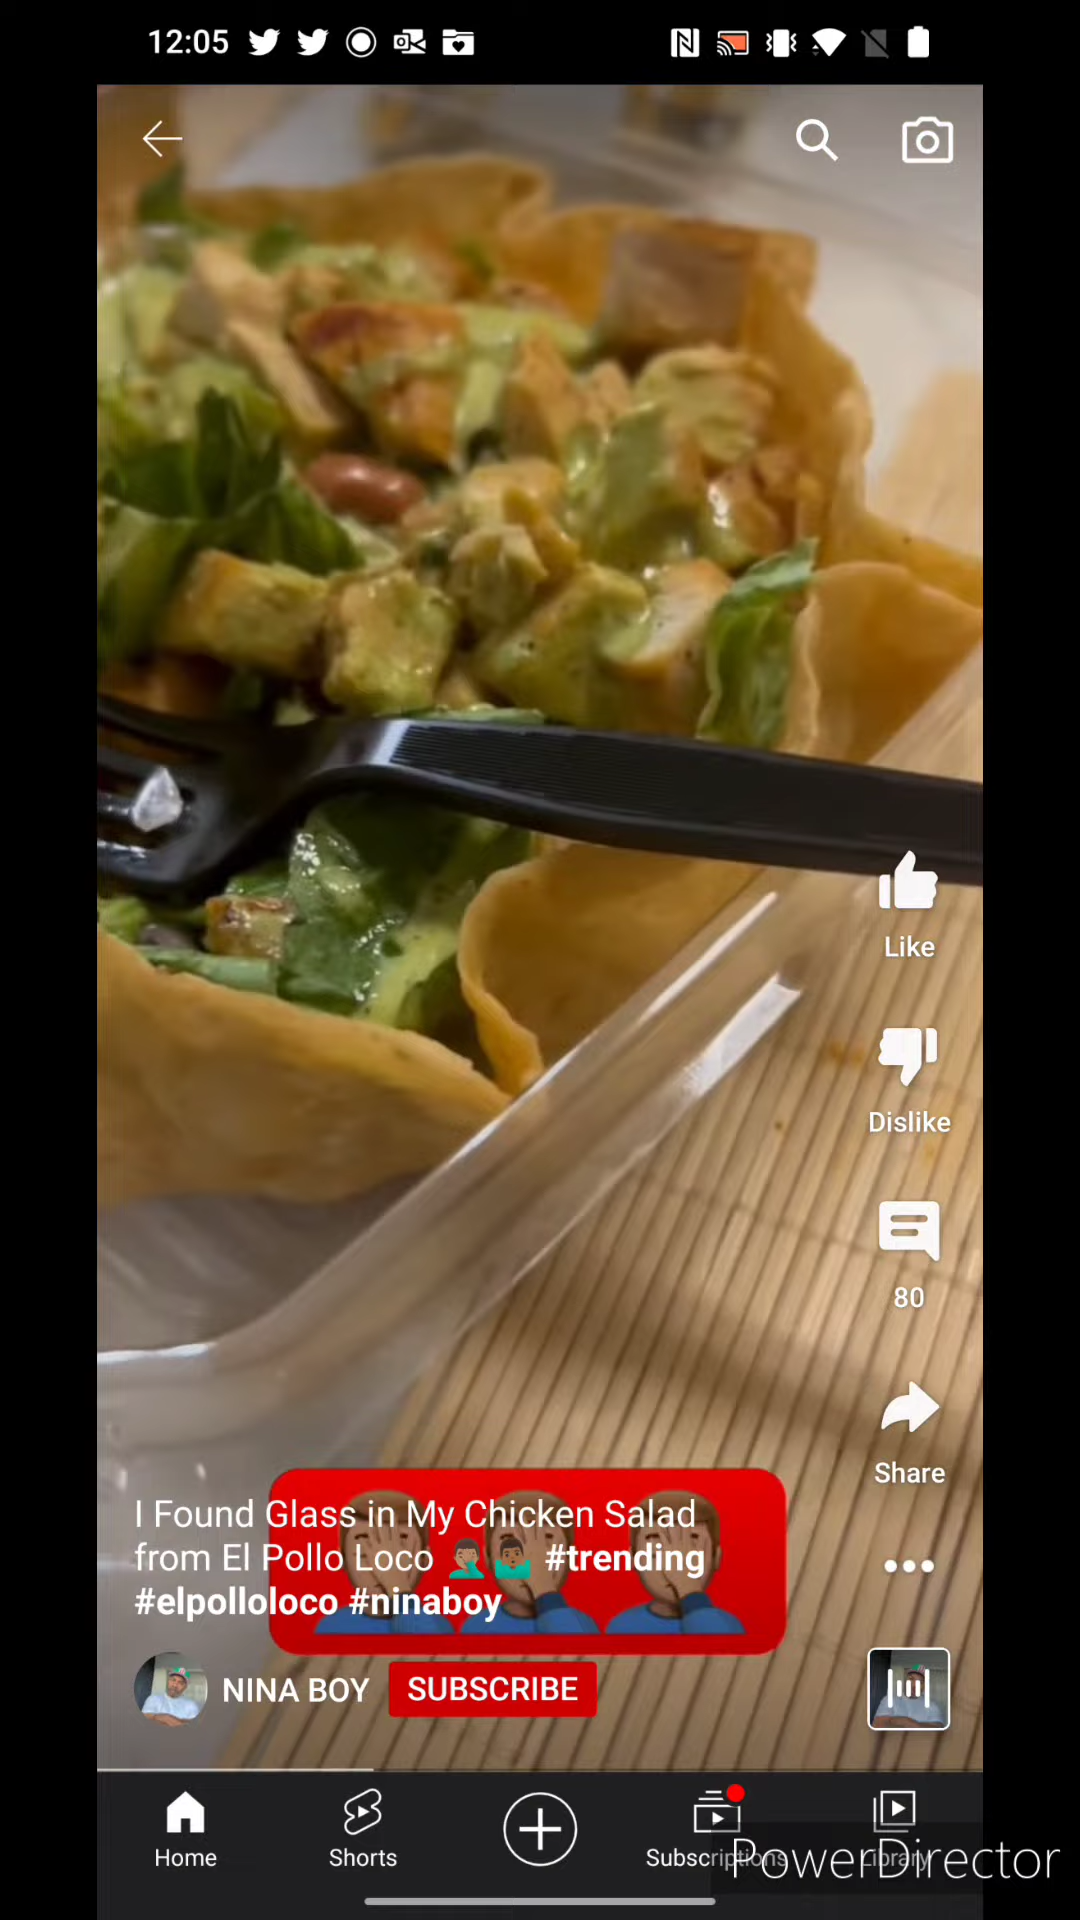 12:05
Like
Dislike
80
Share
I Found Glass in My Chicken Salad
from El Pollo Loco 🤦🏽‍♂️ 🤷🏽‍♂️ #trending
#elpolloloco #ninaboy
NINA BOY SUBSCRIBE
Home Shorts Subscriptions Library
PowerDirector